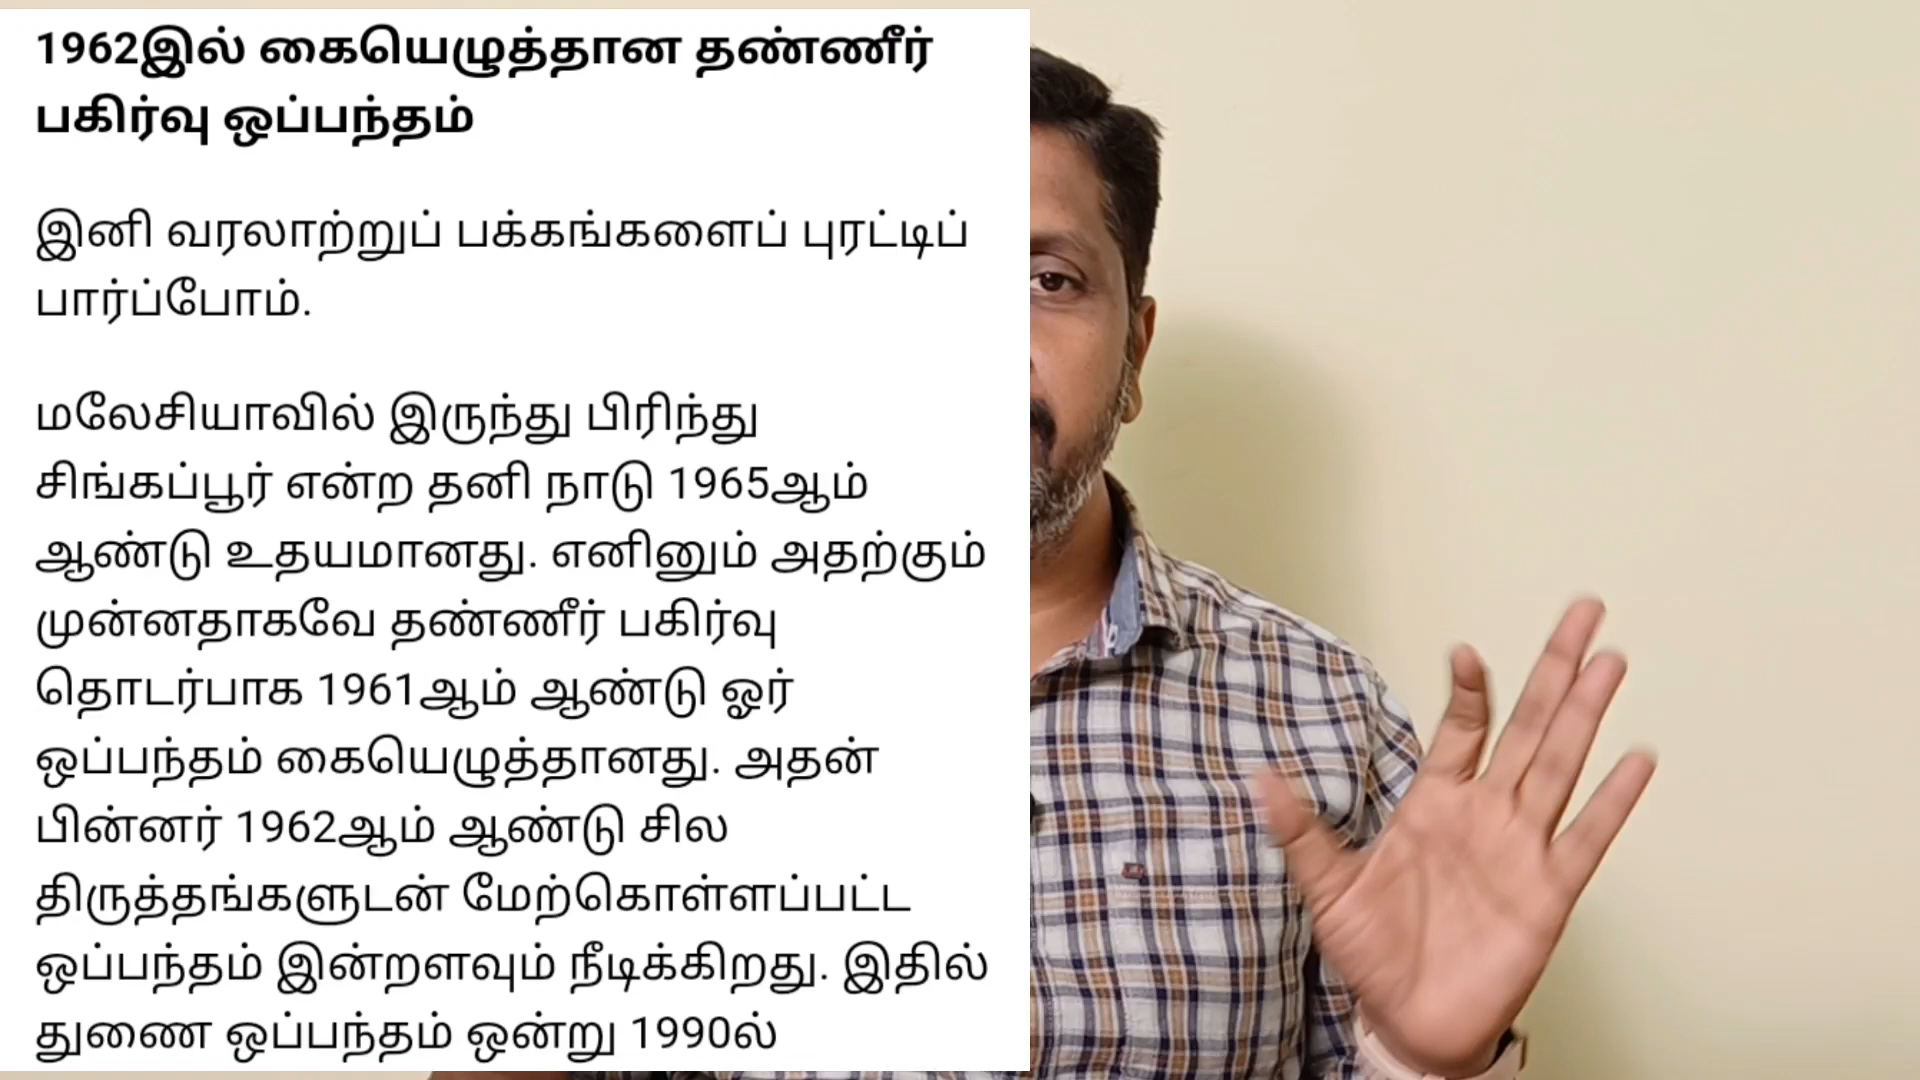 1962இல் கையெழுத்தான தண்ணீர்
பகிர்வு ஒப்பந்தம்
இனி வரலாற்றுப் பக்கங்களைப் புரட்டிப்
பார்ப்போம்.
மலேசியாவில் இருந்து பிரிந்து
சிங்கப்பூர் என்ற தனி நாடு 1965ஆம்
ஆண்டு உதயமானது. எனினும் அதற்கும்
முன்னதாகவே தண்ணீர் பகிர்வு
தொடர்பாக 1961ஆம் ஆண்டு ஓர்
ஒப்பந்தம் கையெழுத்தானது. அதன்
பின்னர் 1962ஆம் ஆண்டு சில
திருத்தங்களுடன் மேற்கொள்ளப்பட்ட
ஒப்பந்தம் இன்றளவும் நீடிக்கிறது. இதில்
துணை ஒப்பந்தம் ஒன்று 1990ல்